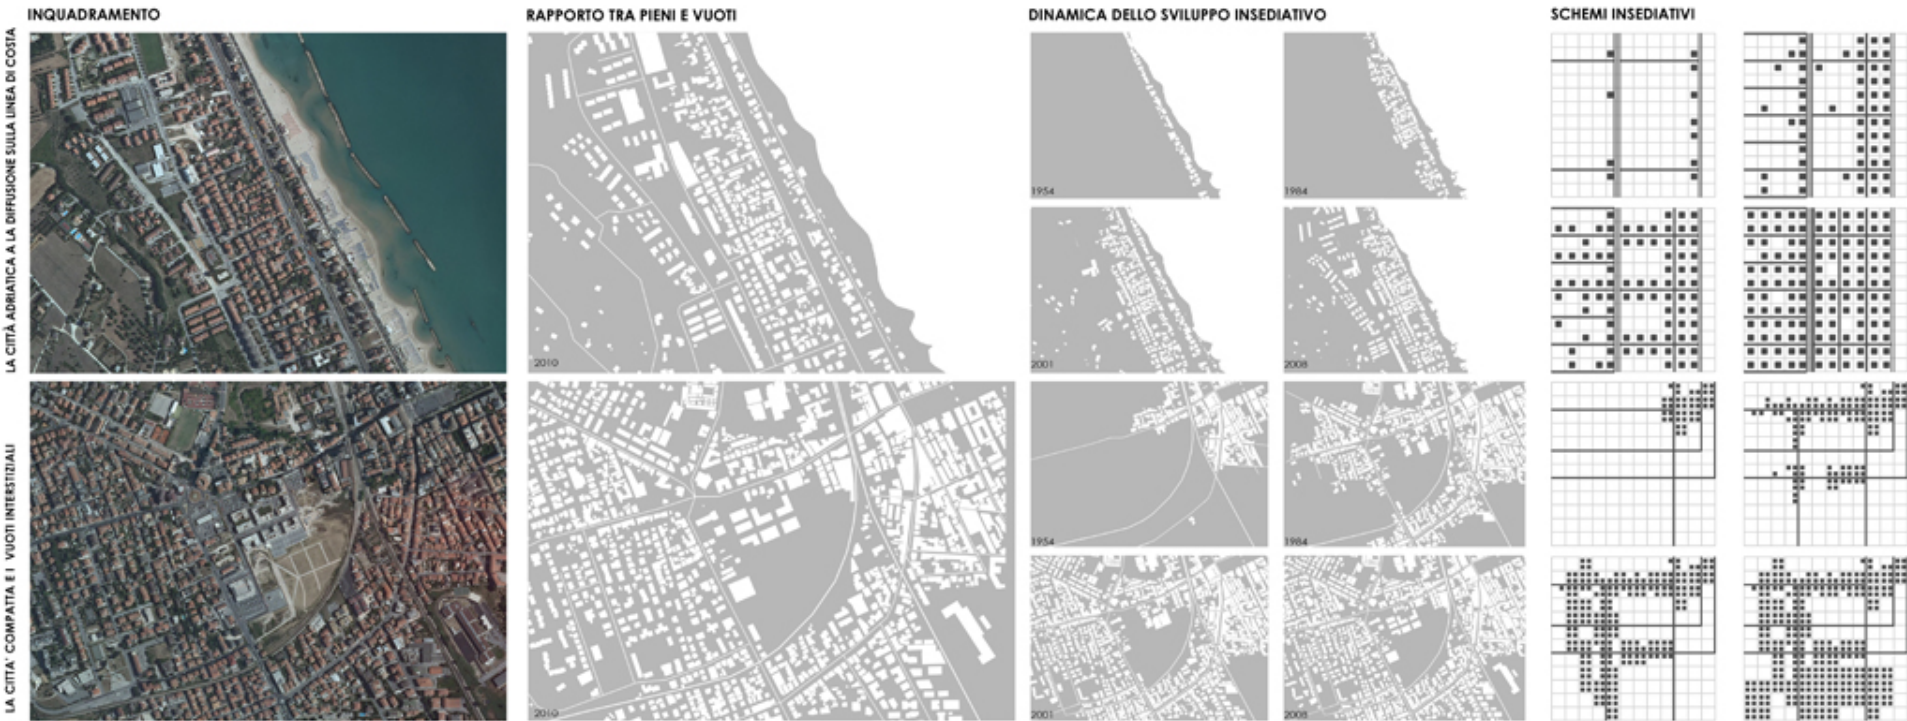 INQUADRAMENTO
RAPPORTO TRA PIENI E VUOTI
DINAMICA DELLO SVILUPPO INSEDIATIVO
SCHEMI INSEDIATIVI
LA CITTÀ ADRIATICA A LA DIFFUSIONE SULLA LINEA DI COSTA
2010
1954
1984
2001
2008
LA CITTA' COMPATTA E I VUOTI INTERSTIZIALI
2010
1954
1984
2001
2008